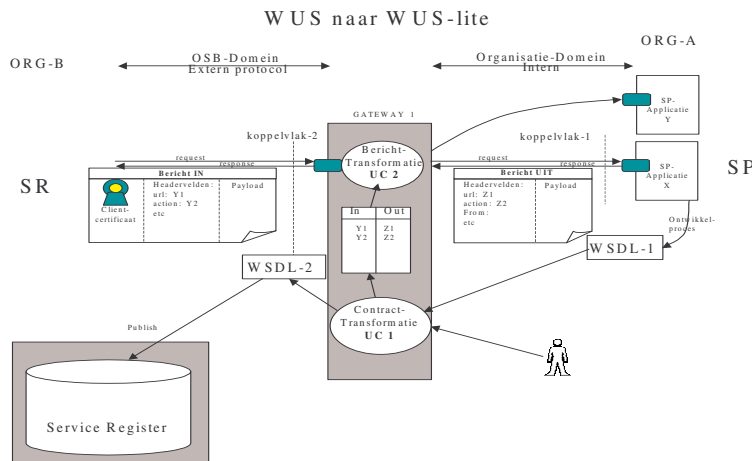 WUS naar WUS-lite
ORG-A
ORG-B
OSB-Domein
Extern protocol
Organisatie-Domein
Intern
GATEWAY 1
SP-
Applicatie
Y
koppelvlak-2
koppelvlak-1
request
response
Bericht-
Transformatie
UC 2
request
response
SP-
Applicatie
X
SR
SP
Bericht IN
Client-
certificaat
Headervelden:
url: Y1
action: Y2
etc
Payload
Bericht UIT
Headervelden:
url: Z1
action: Z2
From:
etc
Payload
In
Out
Y1
Z1
Y2
Z2
Ontwikkel-
proces
WSDL-2
WSDL-1
Contract-
Transformatie
UC 1
Publish
Service Register